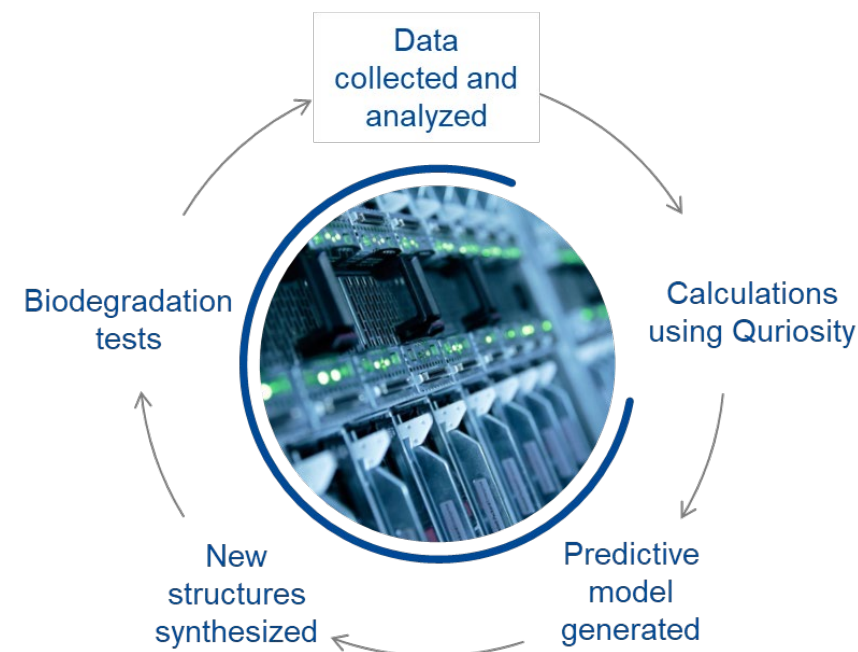 Data
collected and
analyzed
Calculations
using Quriosity
Predictive
model
generated
New
structures
synthesized
Biodegradation
tests